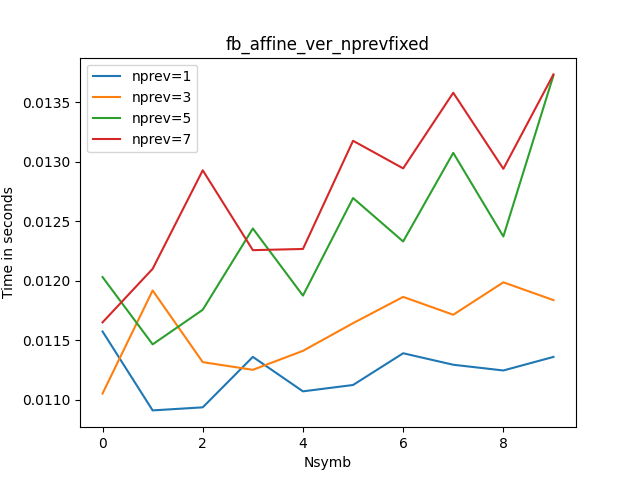 fb_affine_ver_nprevfixed
nprev=1
nprev=3
nprev=5
nprev=7
Time in seconds
0.0135
0.0130
0.0125
0.0120
0.0115
0.0110
0 2 4 6 8
Nsymb